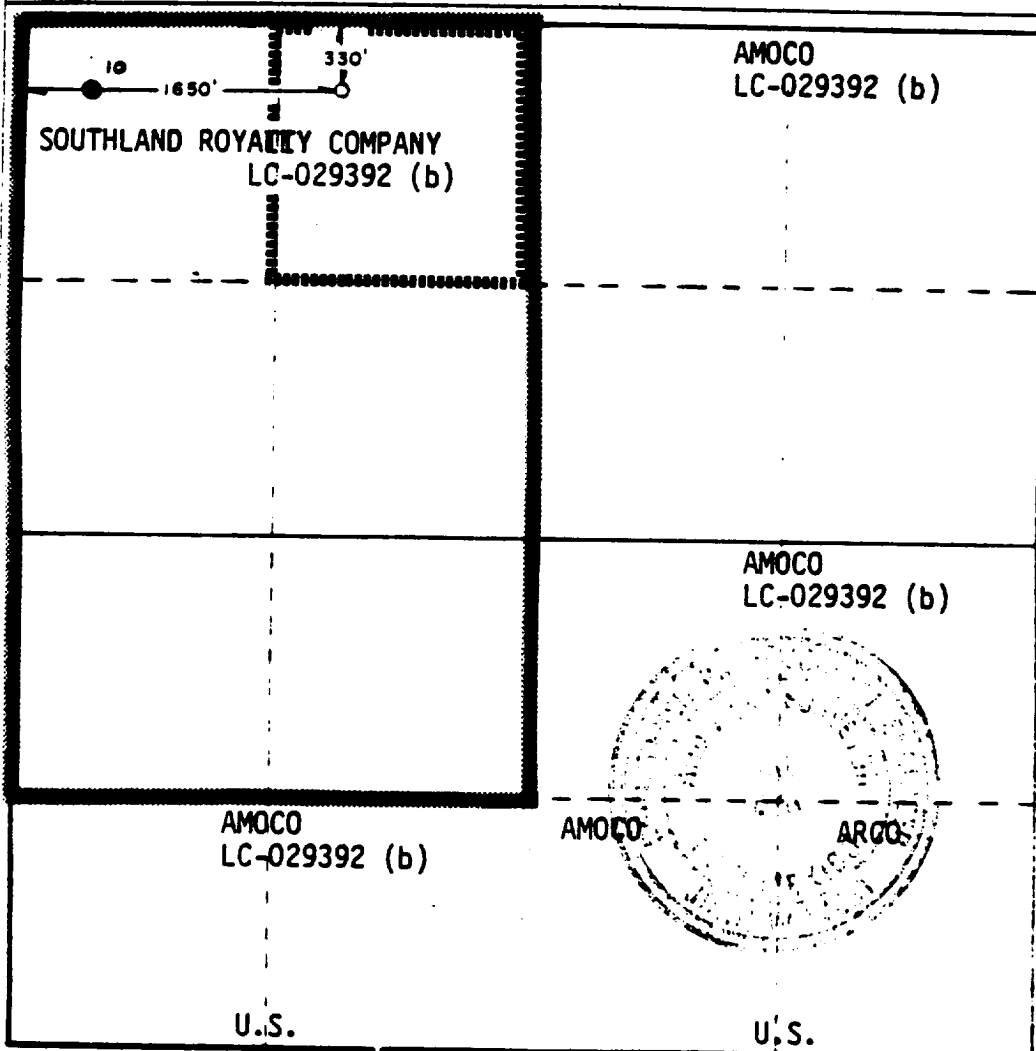 10
1650'
330'
SOUTHLAND ROYALTY COMPANY
LC-029392 (b)
AMOCO
LC-029392 (b)
AMOCO
LC-029392 (b)
AMOCO
LC-029392 (b)
AMOCO
ARCO
U.S.
U.S.